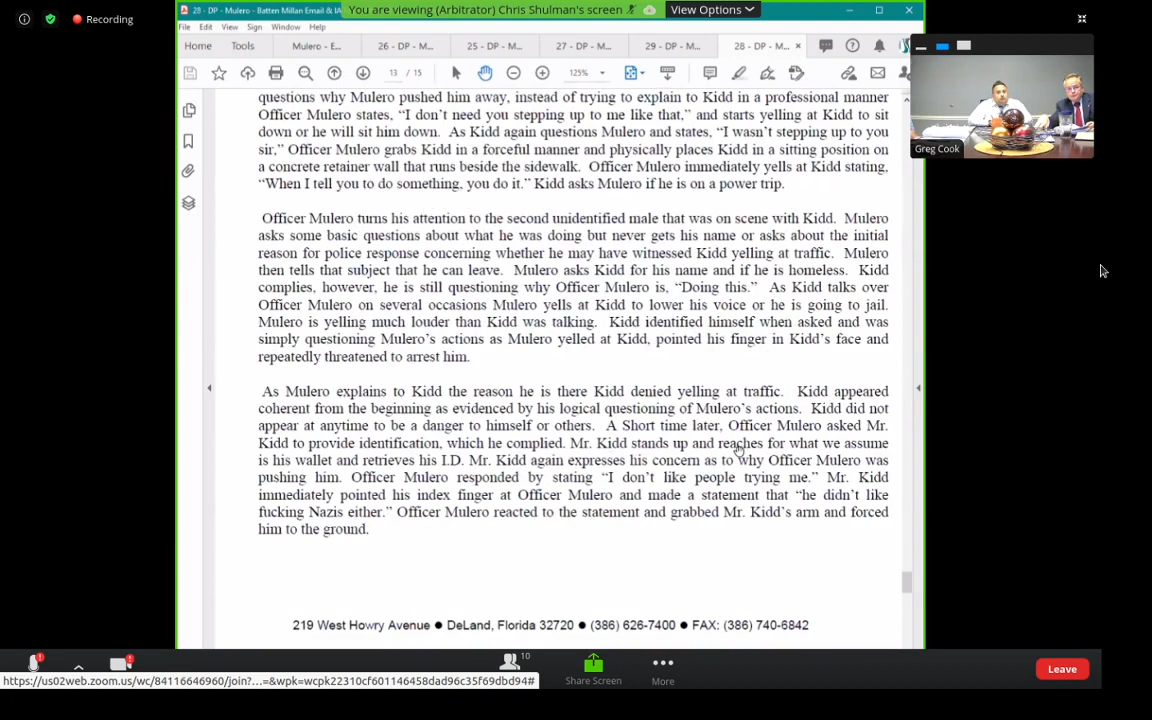 Recording
28 - DP - Mulero - Batten Millan Email & IA
You are viewing (Arbitrator) Chris Shulman's screen
View Options
File Edit View Sign Window Help
Home Tools Mulero - E... 26 - DP - M... 25 - DP - M... 27 - DP - M... 29 - DP - M... 28 - DP - M... ×
13 / 15 125%
Greg Cook
questions why Mulero pushed him away, instead of trying to explain to Kidd in a professional manner
Officer Mulero states, “I don’t need you stepping up to me like that,” and starts yelling at Kidd to sit
down or he will sit him down. As Kidd again questions Mulero and states, “I wasn’t stepping up to you
sir,” Officer Mulero grabs Kidd in a forceful manner and physically places Kidd in a sitting position on
a concrete retainer wall that runs beside the sidewalk. Officer Mulero immediately yells at Kidd stating,
“When I tell you to do something, you do it.” Kidd asks Mulero if he is on a power trip.
Officer Mulero turns his attention to the second unidentified male that was on scene with Kidd. Mulero
asks some basic questions about what he was doing but never gets his name or asks about the initial
reason for police response concerning whether he may have witnessed Kidd yelling at traffic. Mulero
then tells that subject that he can leave. Mulero asks Kidd for his name and if he is homeless. Kidd
complies, however, he is still questioning why Officer Mulero is, “Doing this.” As Kidd talks over
Officer Mulero on several occasions Mulero yells at Kidd to lower his voice or he is going to jail.
Mulero is yelling much louder than Kidd was talking. Kidd identified himself when asked and was
simply questioning Mulero’s actions as Mulero yelled at Kidd, pointed his finger in Kidd’s face and
repeatedly threatened to arrest him.
As Mulero explains to Kidd the reason he is there Kidd denied yelling at traffic. Kidd appeared
coherent from the beginning as evidenced by his logical questioning of Mulero’s actions. Kidd did not
appear at anytime to be a danger to himself or others. A Short time later, Officer Mulero asked Mr.
Kidd to provide identification, which he complied. Mr. Kidd stands up and reaches for what we assume
is his wallet and retrieves his I.D. Mr. Kidd again expresses his concern as to why Officer Mulero was
pushing him. Officer Mulero responded by stating “I don’t like people trying me.” Mr. Kidd
immediately pointed his index finger at Officer Mulero and made a statement that “he didn’t like
fucking Nazis either.” Officer Mulero reacted to the statement and grabbed Mr. Kidd’s arm and forced
him to the ground.
219 West Howry Avenue ● DeLand, Florida 32720 ● (386) 626-7400 ● FAX: (386) 740-6842
10
Share Screen
More
Leave
https://us02web.zoom.us/wc/84116646960/join?...=&wpk=wcpk22310cf601146458dad96c35f69dbd94#